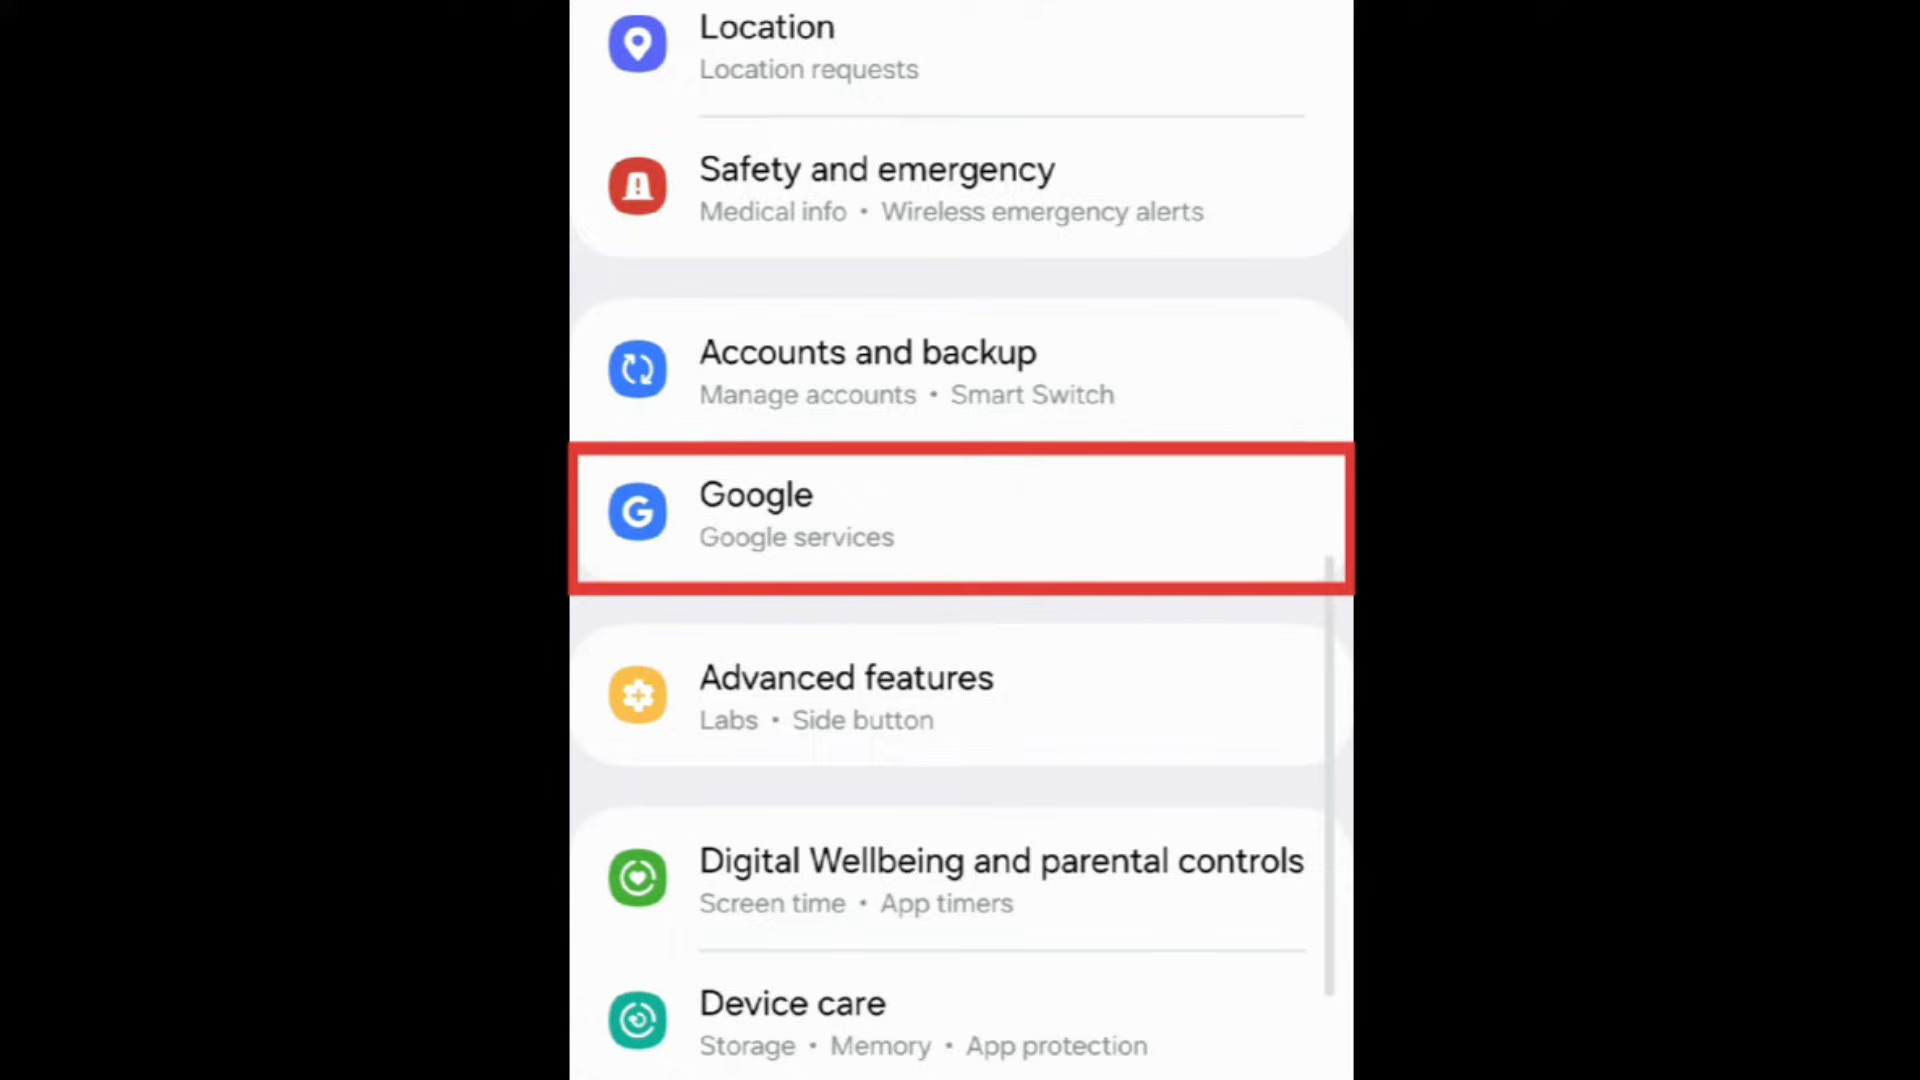 Location
Location requests
Safety and emergency
Medical info • Wireless emergency alerts
Accounts and backup
Manage accounts • Smart Switch
G
Google
Google services
Advanced features
Labs • Side button
Digital Wellbeing and parental controls
Screen time • App timers
Device care
Storage • Memory • App protection